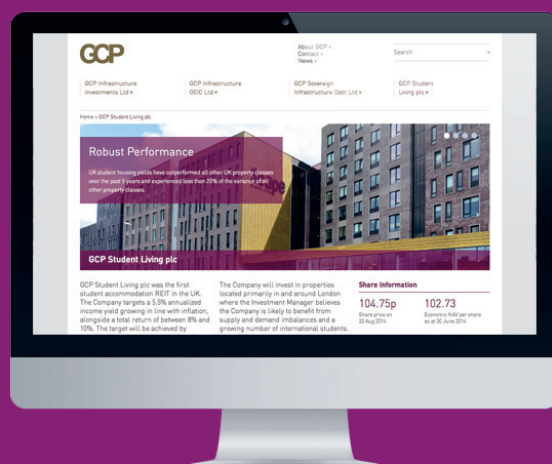 GCP
About GCP
Contact
News
Search
GCP Infrastructure
Investments Ltd
GCP Infrastructure
OEIC Ltd
GCP Sovereign
Infrastructure Debt Ltd
GCP Student
Living plc
Home > GCP Student Living plc
Robust Performance
UK student housing yields have outperformed all other UK property classes
over the past 5 years and experienced less than 20% of the variance of all
other property classes.
GCP Student Living plc
GCP Student Living plc was the first
student accommodation REIT in the UK.
The Company targets a 5.5% annualized
income yield growing in line with inflation,
alongside a total return of between 8% and
10%. The target will be achieved by
The Company will invest in properties
located primarily in and around London
where the Investment Manager believes
the Company is likely to benefit from
supply and demand imbalances and a
growing number of international students.
Share Information
104.75p
Share price on
20 Aug 2014
102.73
Economic NAV per share
as at 30 June 2014